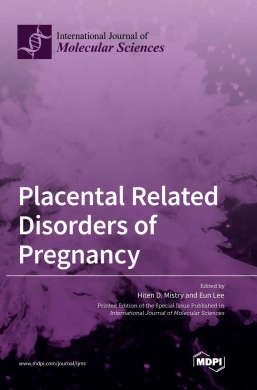 International Journal of
Molecular Sciences
Placental Related
Disorders of
Pregnancy
Edited by
Hiten D. Mistry and Eun Lee
Printed Edition of the Special Issue Published in
International Journal of Molecular Sciences
www.mdpi.com/journal/ijms
MDPI